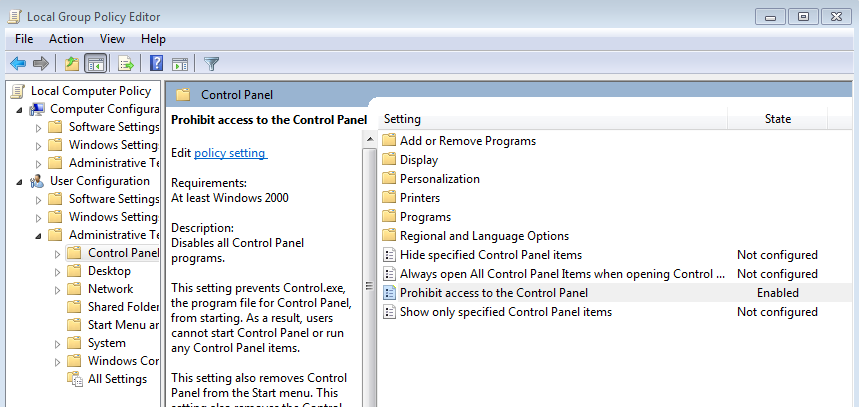 Local Group Policy Editor
File Action View Help
Local Computer Policy
Computer Configura
Software Settings
Windows Setting
Administrative Te
User Configuration
Software Settings
Windows Setting
Administrative Te
Control Panel
Desktop
Network
Shared Folder
Start Menu an
System
Windows Con
All Settings
Control Panel
Prohibit access to the Control Panel
Edit policy setting
Requirements:
At least Windows 2000
Description:
Disables all Control Panel
programs.
This setting prevents Control.exe,
the program file for Control Panel,
from starting. As a result, users
cannot start Control Panel or run
any Control Panel items.
This setting also removes Control
Panel from the Start menu. This
setting also removes the Control
Setting State
Add or Remove Programs
Display
Personalization
Printers
Programs
Regional and Language Options
Hide specified Control Panel items Not configured
Always open All Control Panel Items when opening Control ... Not configured
Prohibit access to the Control Panel Enabled
Show only specified Control Panel items Not configured